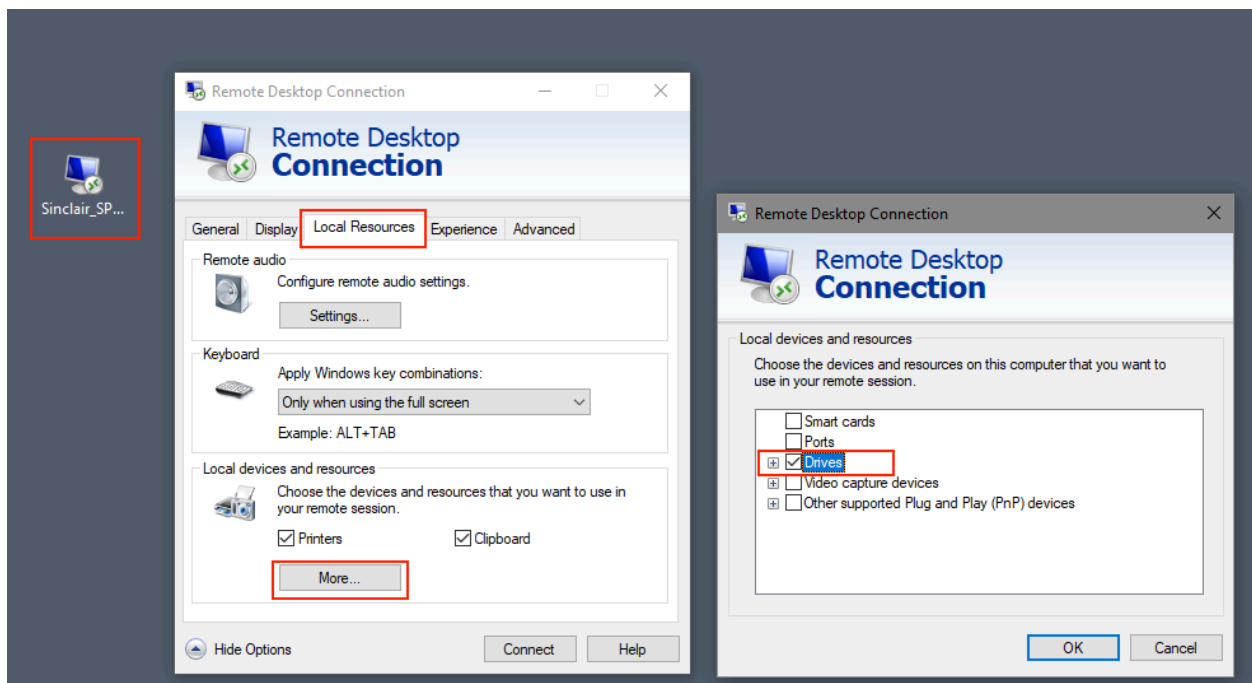 Sinclair_SP...
Remote Desktop Connection
Remote Desktop
Connection
General Display Local Resources Experience Advanced
Remote audio
Configure remote audio settings.
Settings...
Keyboard
Apply Windows key combinations:
Only when using the full screen
Example: ALT+TAB
Local devices and resources
Choose the devices and resources that you want to use in
your remote session.
Printers Clipboard
More...
Hide Options Connect Help
Remote Desktop Connection
Remote Desktop
Connection
Local devices and resources
Choose the devices and resources on this computer that you want to
use in your remote session.
Smart cards
Ports
Drives
Video capture devices
Other supported Plug and Play (PnP) devices
OK Cancel